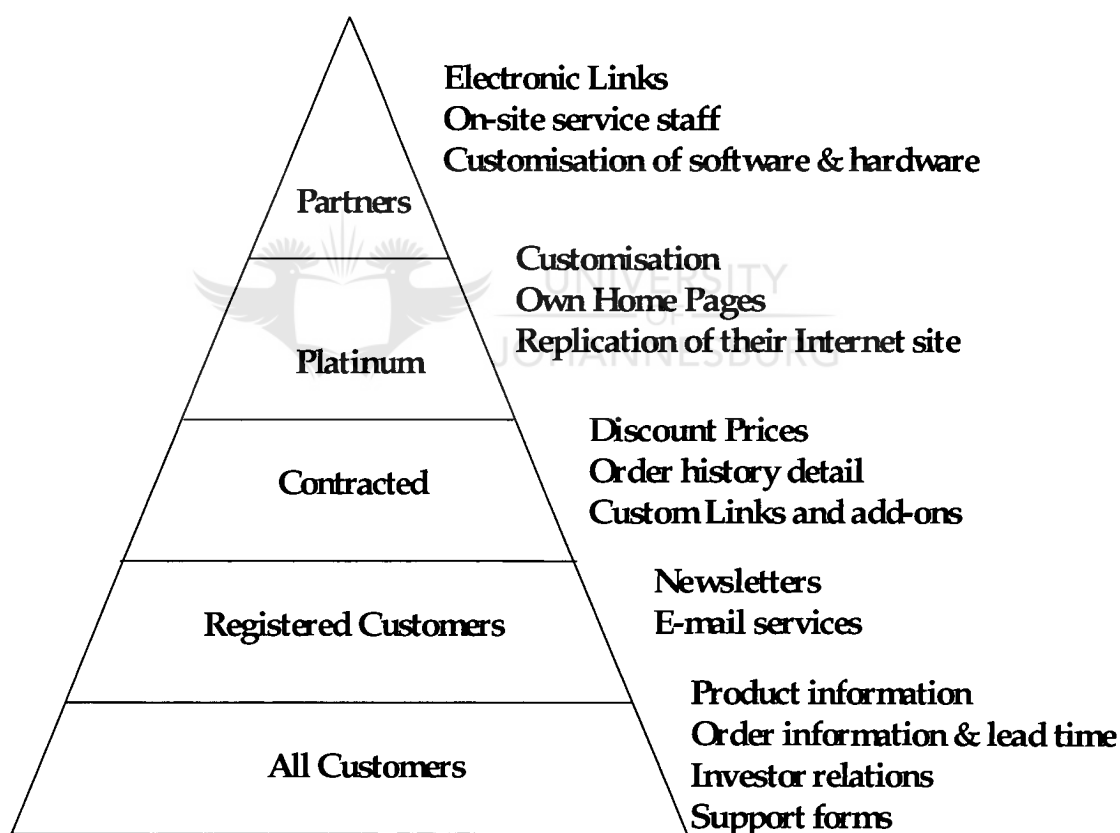 Electronic Links
On-site service staff
Customisation of software & hardware
Partners
Customisation
Own Home Pages
Replication of their Internet site
Platinum
UNIVERSITY
OF
JOHANNESBURG
Discount Prices
Order history detail
Custom Links and add-ons
Contracted
Newsletters
E-mail services
Registered Customers
Product information
Order information & lead time
Investor relations
Support forms
All Customers